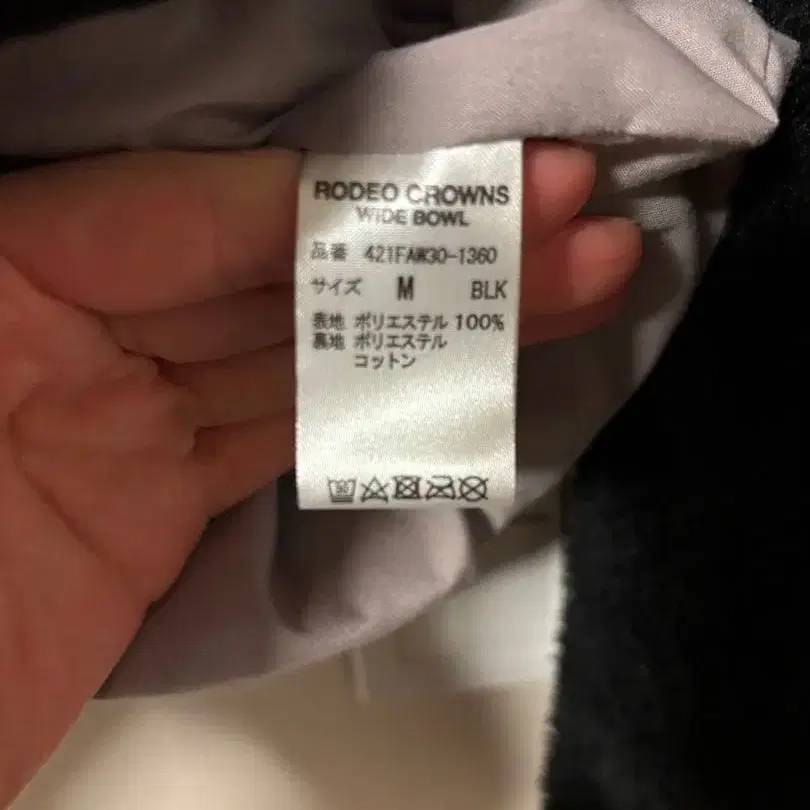 RODEO CROWNS
WIDE BOWL
品番 421FAW30-1360
サイズ M BLK
表地 ポリエステル 100%
裏地 ポリエステル
コットン